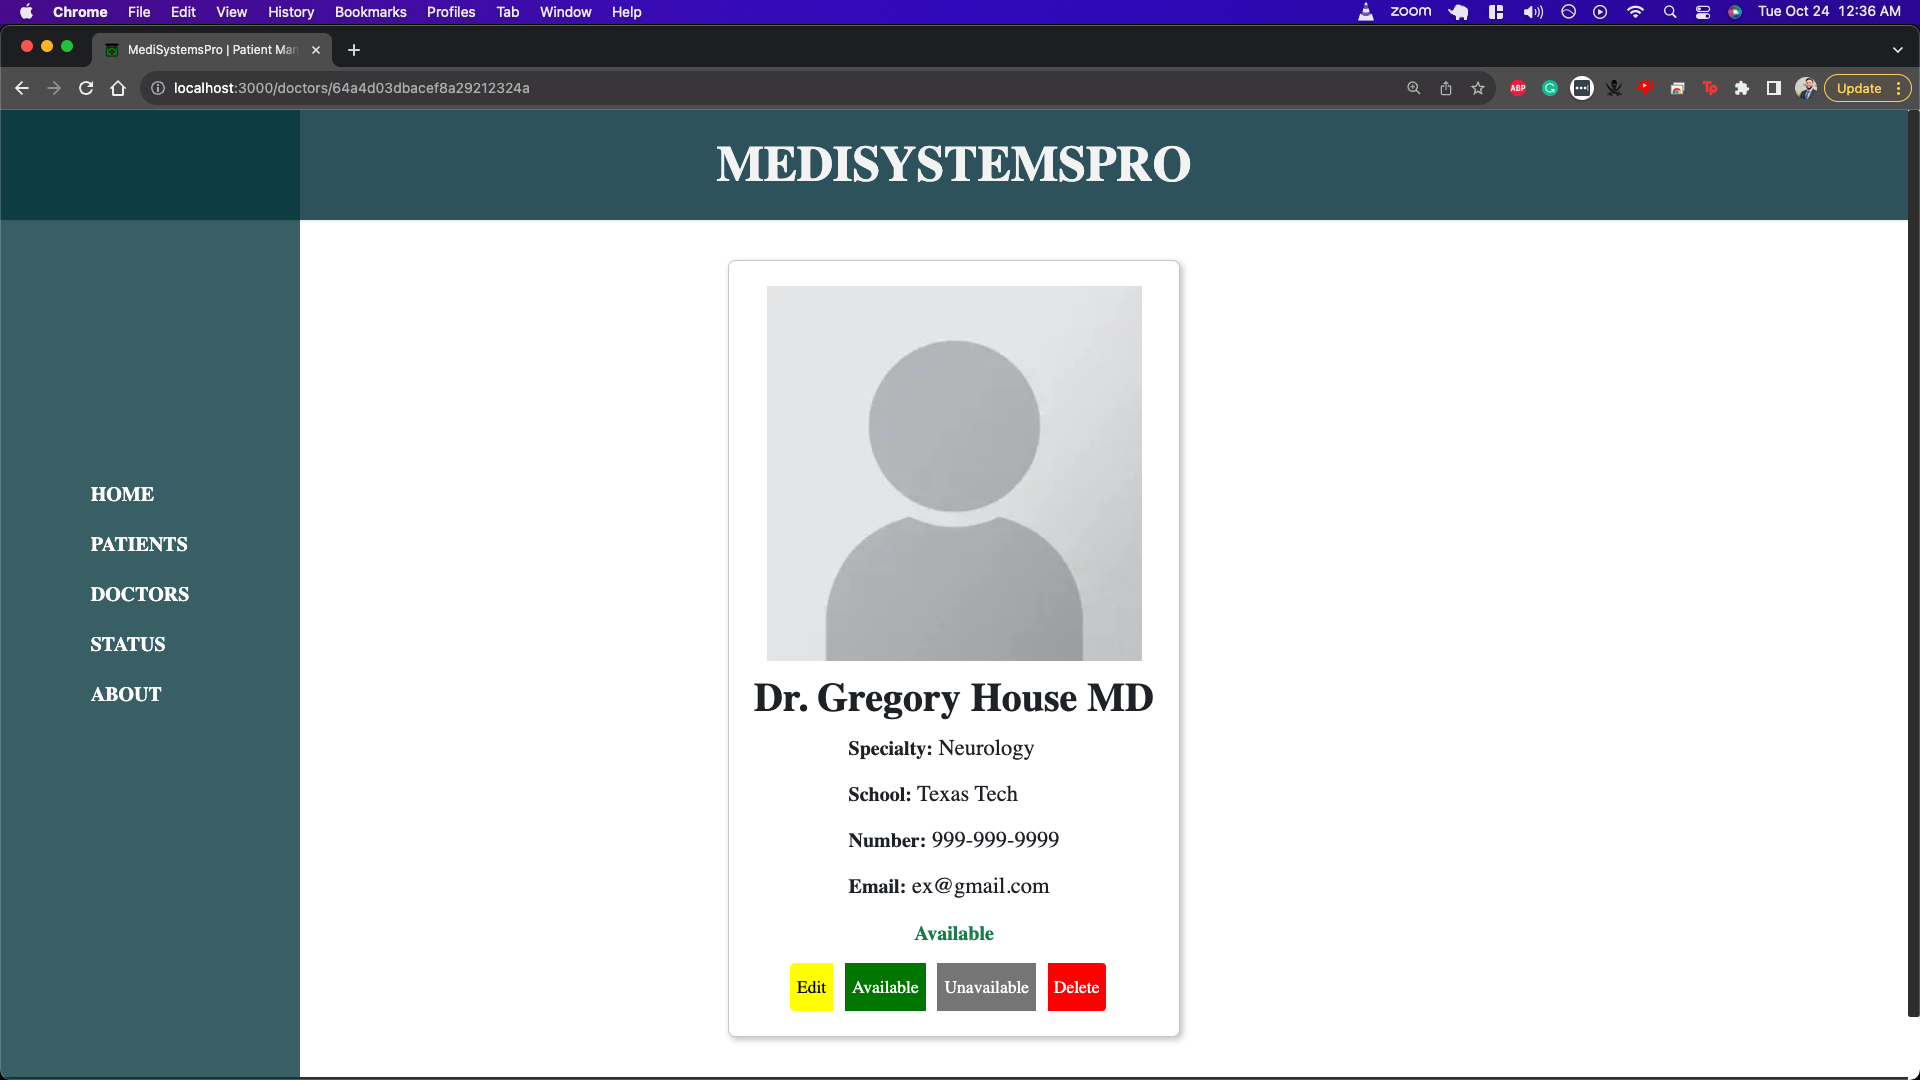 Chrome File Edit View History Bookmarks Profiles Tab Window Help zoom Tue Oct 24 12:36 AM
MediSystemsPro | Patient Man
localhost:3000/doctors/64a4d03dbacef8a29212324a ABP Tp Update
MEDISYSTEMSPRO
HOME
PATIENTS
DOCTORS
STATUS
ABOUT
Dr. Gregory House MD
Specialty: Neurology
School: Texas Tech
Number: 999-999-9999
Email: ex@gmail.com
Available
Edit Available Unavailable Delete